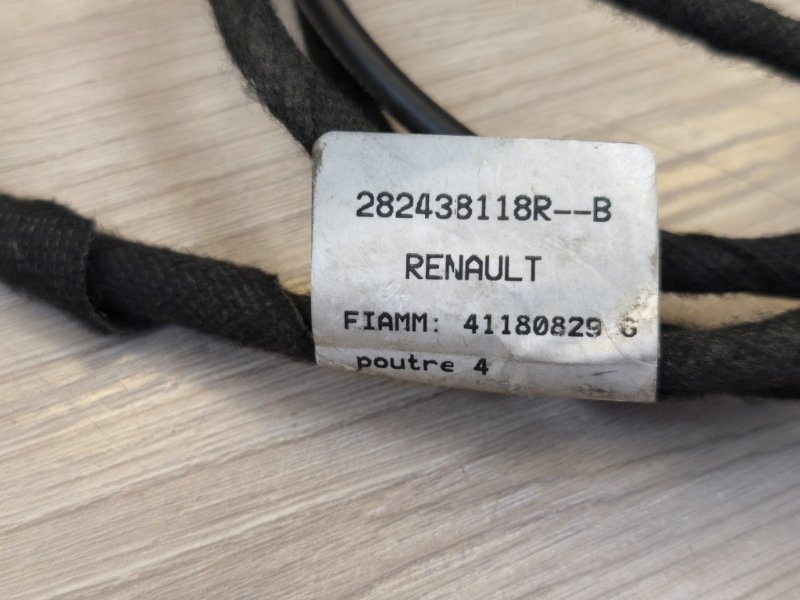 282438118R--B
RENAULT
FIAMM: 41180829 G
poutre 4